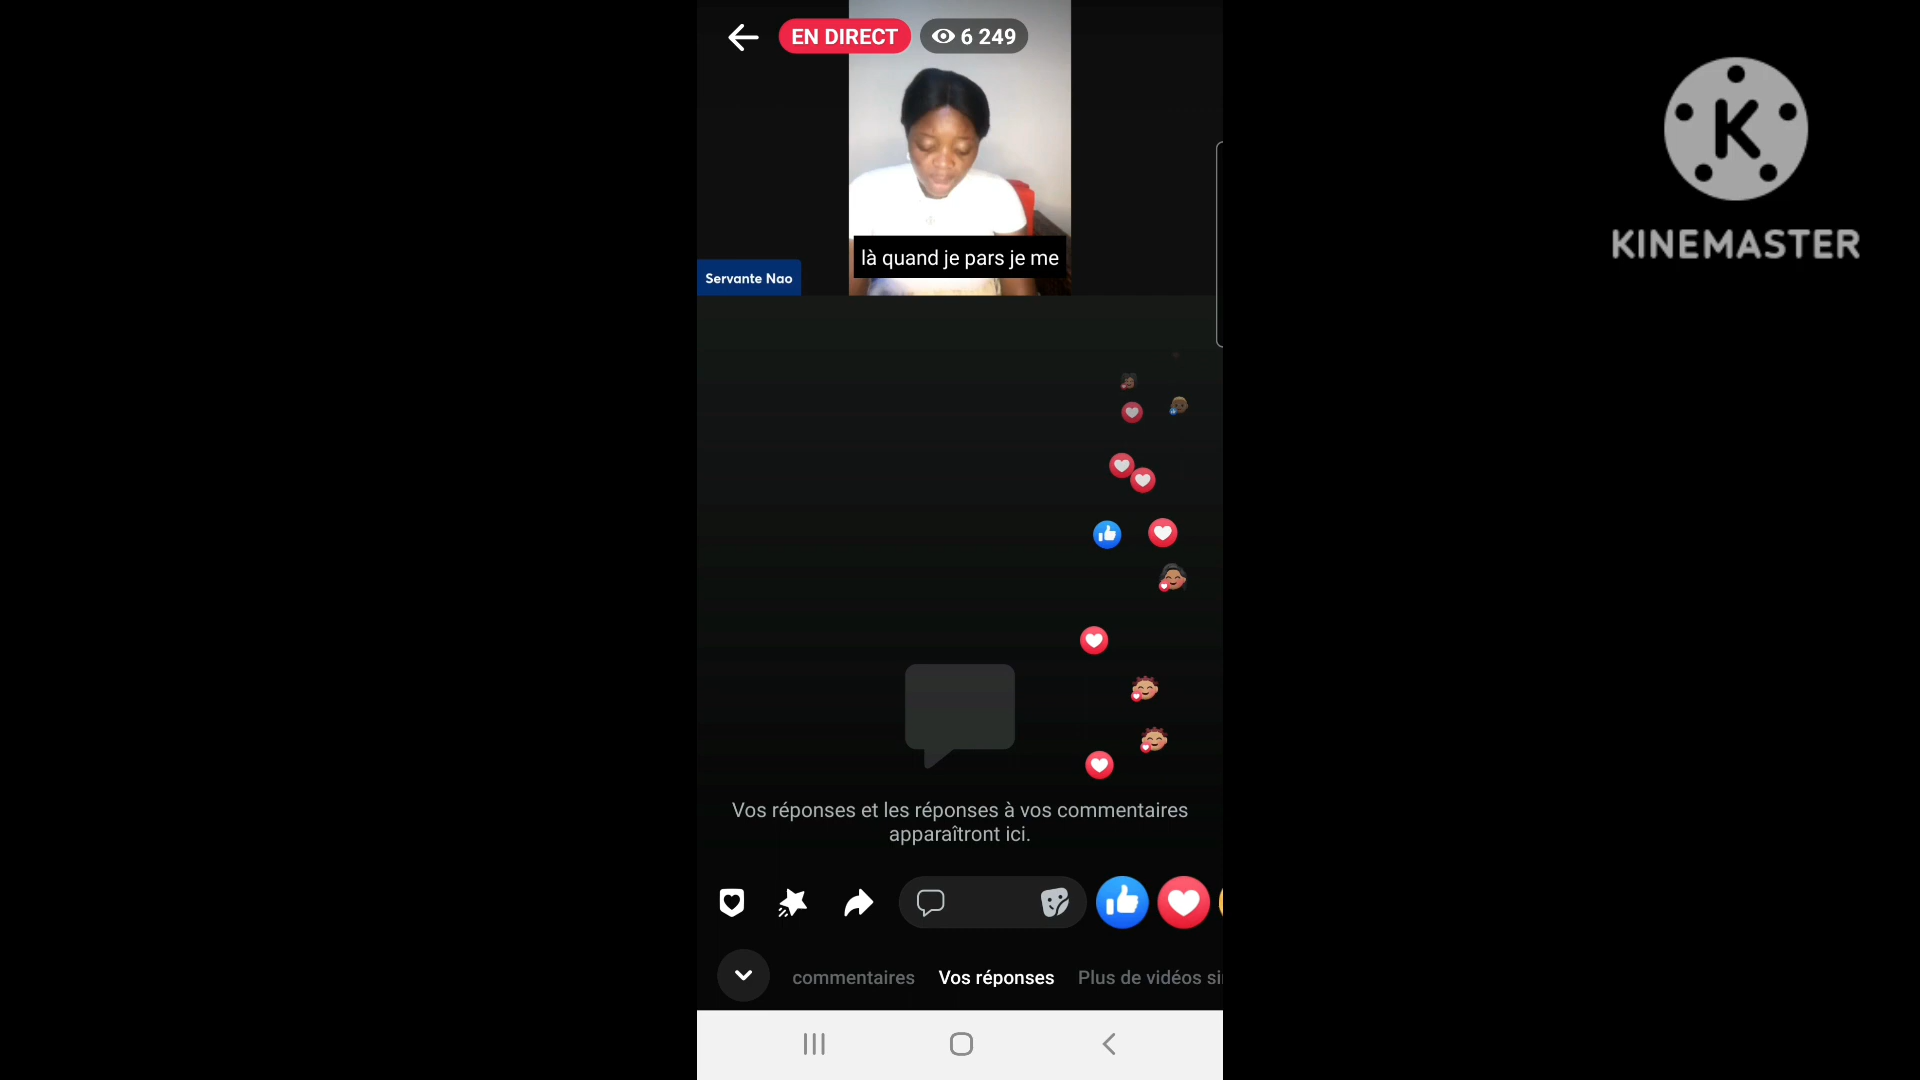 EN DIRECT
6 249
KINEMASTER
là quand je pars je me
Servante Nao
Vos réponses et les réponses à vos commentaires
apparaîtront ici.
commentaires Vos réponses Plus de vidéos si